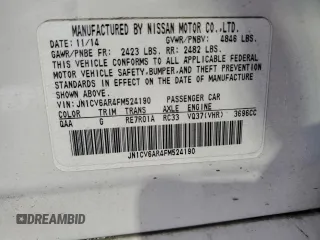 MANUFACTURED BY NISSAN MOTOR CO.,LTD.
DATE 11/14 GVWR/PNBV: 4846 LBS.
GAWR/PNBE FR: 2423 LBS. RR: 2482 LBS.
THIS VEHICLE CONFORMS TO ALL APPLICABLE FEDERAL MOTOR VEHICLE
SAFETY, BUMPER, AND THEFT PREVENTION STANDARDS
IN EFFECT ON THE DATE OF MANUFACTURE SHOWN ABOVE.
VIN: JN1CV6AR4FM524190 PASSENGER CAR
COLOR TRIM TRANS AXLE ENGINE
QAA G RE7R01A RC33 VQ37(VHR) 3696CC
JN1CV6AR4FM524190
© DREAMBID
DREAMBID.COM